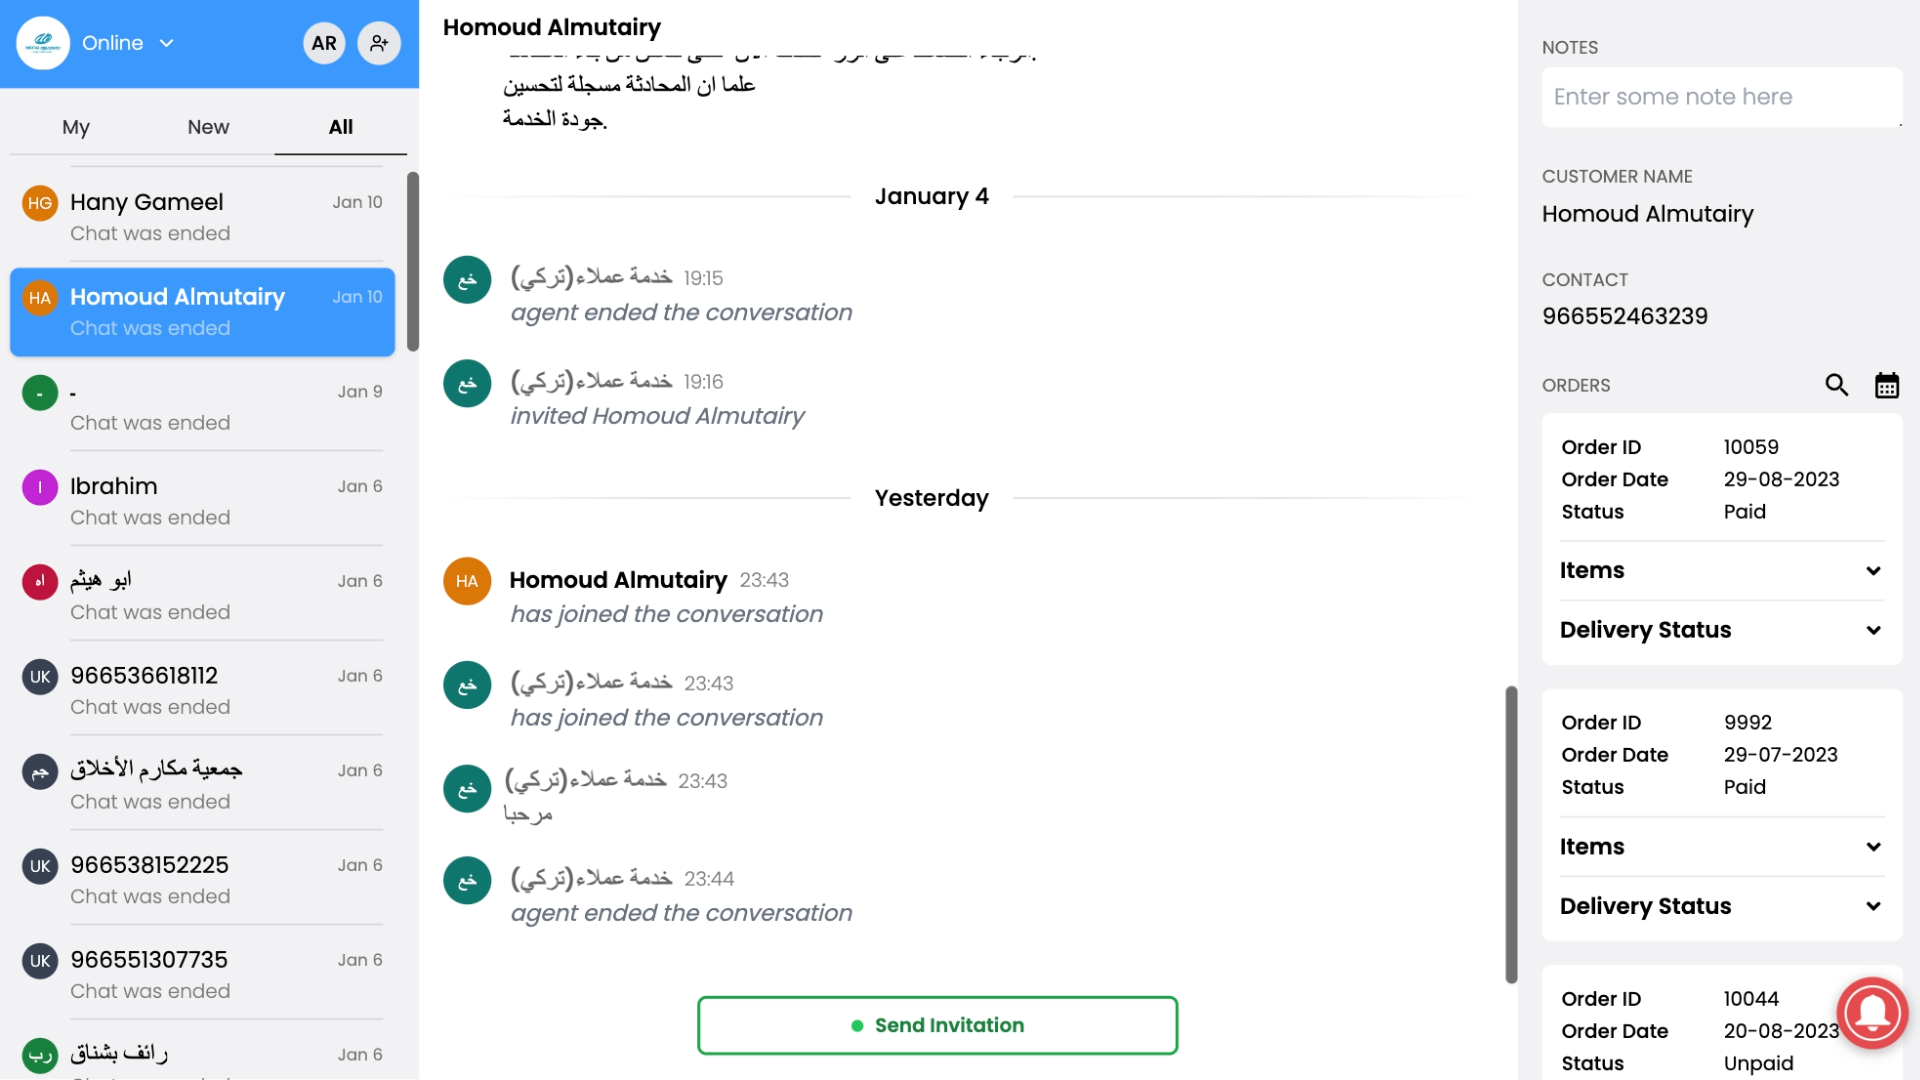 Online
AR
My
New
All
HG
Hany Gameel
Jan 10
Chat was ended
HA
Homoud Almutairy
Jan 10
Chat was ended
-
-
Jan 9
Chat was ended
I
Ibrahim
Jan 6
Chat was ended
اه
ابو هيثم
Jan 6
Chat was ended
UK
966536618112
Jan 6
Chat was ended
جم
جمعية مكارم الأخلاق
Jan 6
Chat was ended
UK
966538152225
Jan 6
Chat was ended
UK
966551307735
Jan 6
Chat was ended
رب
رائف بشناق
Jan 6
Homoud Almutairy
علما ان المحادثة مسجلة لتحسين
جودة الخدمة.
January 4
خع
خدمة عملاء(تركي) 19:15
agent ended the conversation
خع
خدمة عملاء(تركي) 19:16
invited Homoud Almutairy
Yesterday
HA
Homoud Almutairy 23:43
has joined the conversation
خع
خدمة عملاء(تركي) 23:43
has joined the conversation
خع
خدمة عملاء(تركي) 23:43
مرحبا
خع
خدمة عملاء(تركي) 23:44
agent ended the conversation
Send Invitation
NOTES
Enter some note here
CUSTOMER NAME
Homoud Almutairy
CONTACT
966552463239
ORDERS
Order ID 10059
Order Date 29-08-2023
Status Paid
Items
Delivery Status
Order ID 9992
Order Date 29-07-2023
Status Paid
Items
Delivery Status
Order ID 10044
Order Date 20-08-2023
Status Unpaid